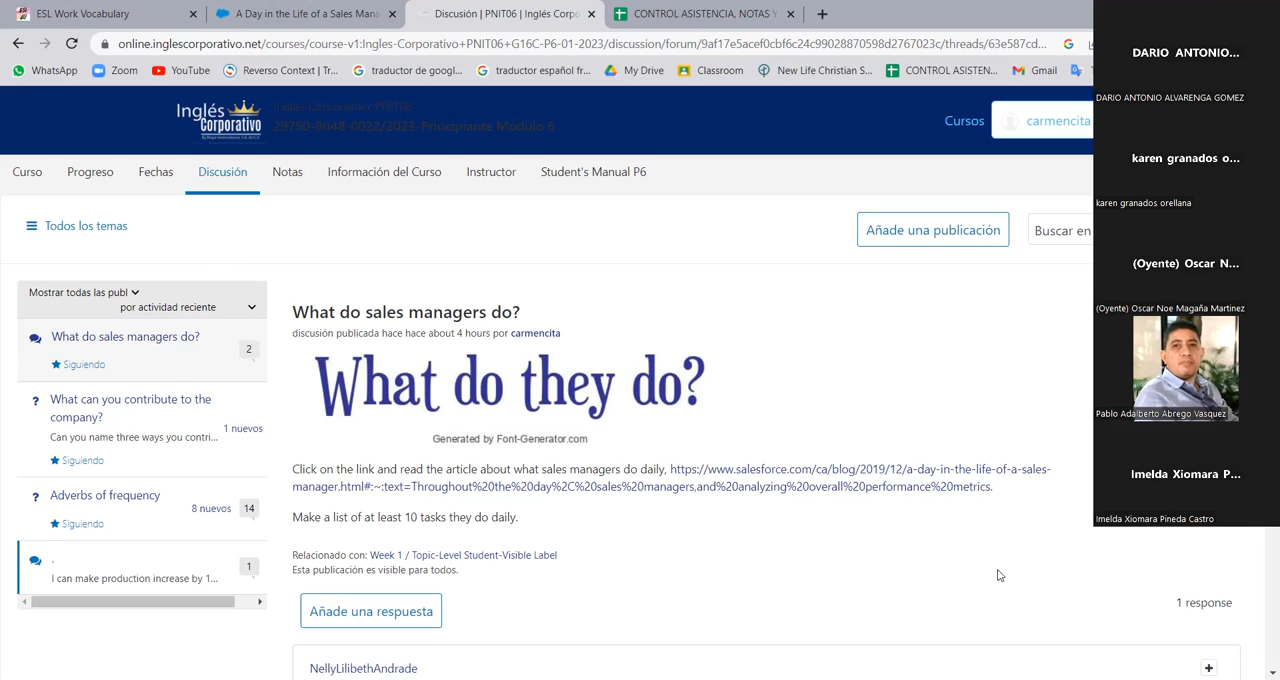 ESL Work Vocabulary
A Day in the Life of a Sales Mana
Discusión | PNIT06 | Inglés Corpo
CONTROL ASISTENCIA, NOTAS Y
online.inglescorporativo.net/courses/course-v1:Ingles-Corporativo+PNIT06+G16C-P6-01-2023/discussion/forum/9af17e5acef0cbf6c24c99028870598d2767023c/threads/63e587cd...
WhatsApp
Zoom
YouTube
Reverso Context | Tr...
traductor de googl...
traductor español fr...
My Drive
Classroom
New Life Christian S...
CONTROL ASISTEN...
Gmail
Inglés
Corporativo
Inglés Corporativo: PNIT06
29750-3048-0022/2023-Principiante Modulo 6
Cursos
carmencita
Curso
Progreso
Fechas
Discusión
Notas
Información del Curso
Instructor
Student's Manual P6
Todos los temas
Añade una publicación
Buscar en
Mostrar todas las publ
por actividad reciente
What do sales managers do?
2
Siguiendo
What can you contribute to the
company?
1 nuevos
Can you name three ways you contri...
Siguiendo
Adverbs of frequency
8 nuevos
14
Siguiendo
.
I can make production increase by 1...
1
What do sales managers do?
discusión publicada hace hace about 4 hours por carmencita
What do they do?
Generated by Font-Generator.com
Click on the link and read the article about what sales managers do daily, https://www.salesforce.com/ca/blog/2019/12/a-day-in-the-life-of-a-sales-
manager.html#:~:text=Throughout%20the%20day%2C%20sales%20managers,and%20analyzing%20overall%20performance%20metrics.
Make a list of at least 10 tasks they do daily.
Relacionado con: Week 1 / Topic-Level Student-Visible Label
Esta publicación es visible para todos.
Añade una respuesta
1 response
NellyLilibethAndrade
DARIO ANTONIO...
DARIO ANTONIO ALVARENGA GOMEZ
karen granados o...
karen granados orellana
(Oyente) Oscar N...
(Oyente) Oscar Noe Magaña Martinez
Pablo Adalberto Abrego Vasquez
Imelda Xiomara P...
Imelda Xiomara Pineda Castro